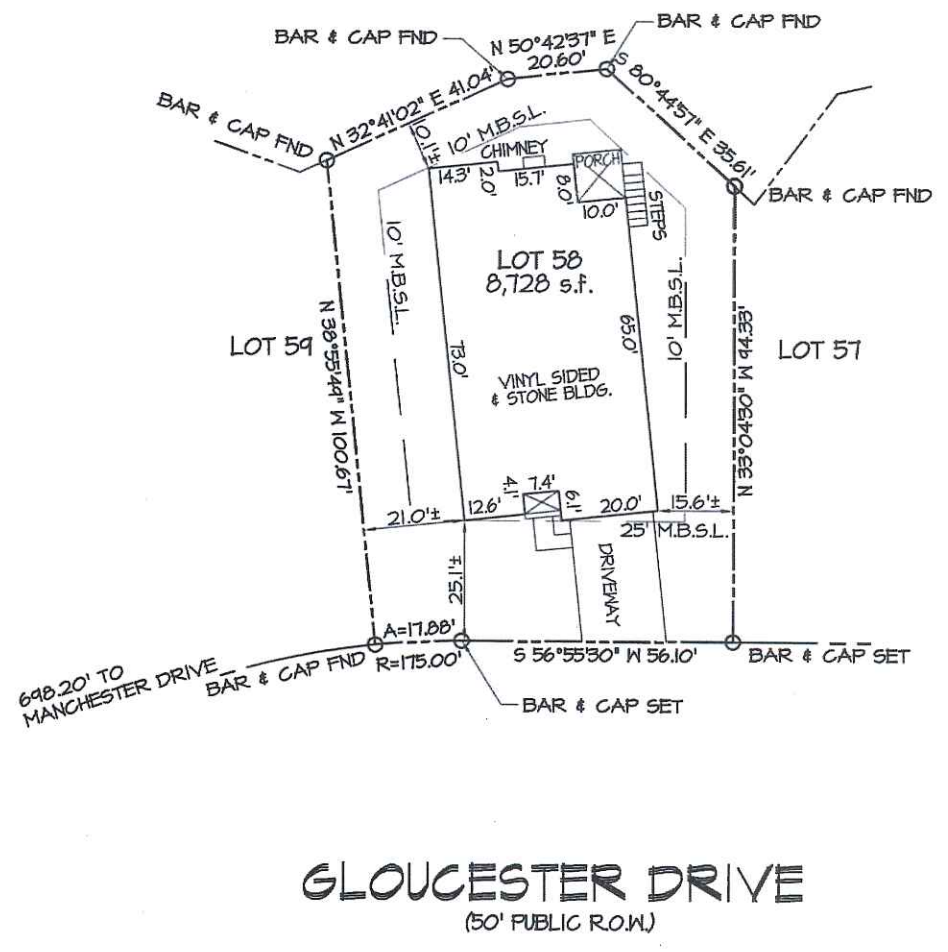 BAR & CAP FND
N 50°42'37" E
20.60'
BAR & CAP FND
BAR & CAP FND
N 32°41'02" E 41.04'
S 80°44'57" E 35.61'
BAR & CAP FND
10.1'±
10' M.B.S.L.
CHIMNEY
PORCH
14.3'
2.0'
15.7'
8.0'
10.0'
STEPS
10' M.B.S.L.
10' M.B.S.L.
LOT 58
8,728 s.f.
LOT 59
N 38°55'49" W 100.67'
73.0'
65.0'
VINYL SIDED
& STONE BLDG.
LOT 57
N 33°04'30" W 94.33'
21.0'±
12.6'
4.1'
7.4'
6.1'
20.0'
15.6'±
25' M.B.S.L.
25.1'±
DRIVEWAY
A=17.88'
R=175.00'
S 56°55'30" W 56.10'
BAR & CAP FND
BAR & CAP SET
BAR & CAP SET
698.20' TO
MANCHESTER DRIVE
GLOUCESTER DRIVE
(50' PUBLIC R.O.W.)